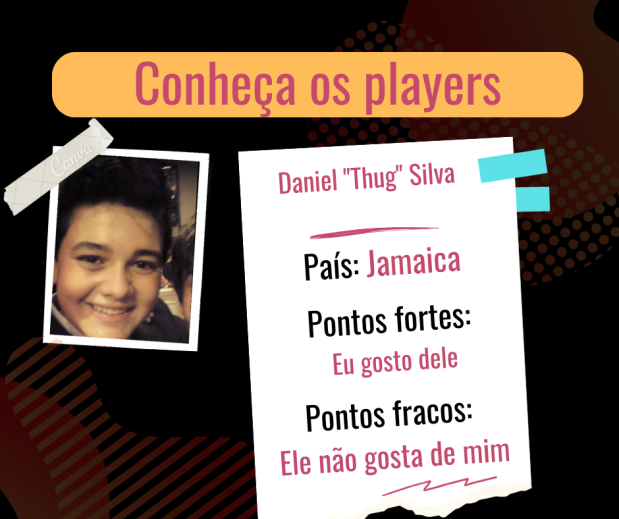 Conheça os players
Canva
Daniel "Thug" Silva
País: Jamaica
Pontos fortes:
Eu gosto dele
Pontos fracos:
Ele não gosta de mim